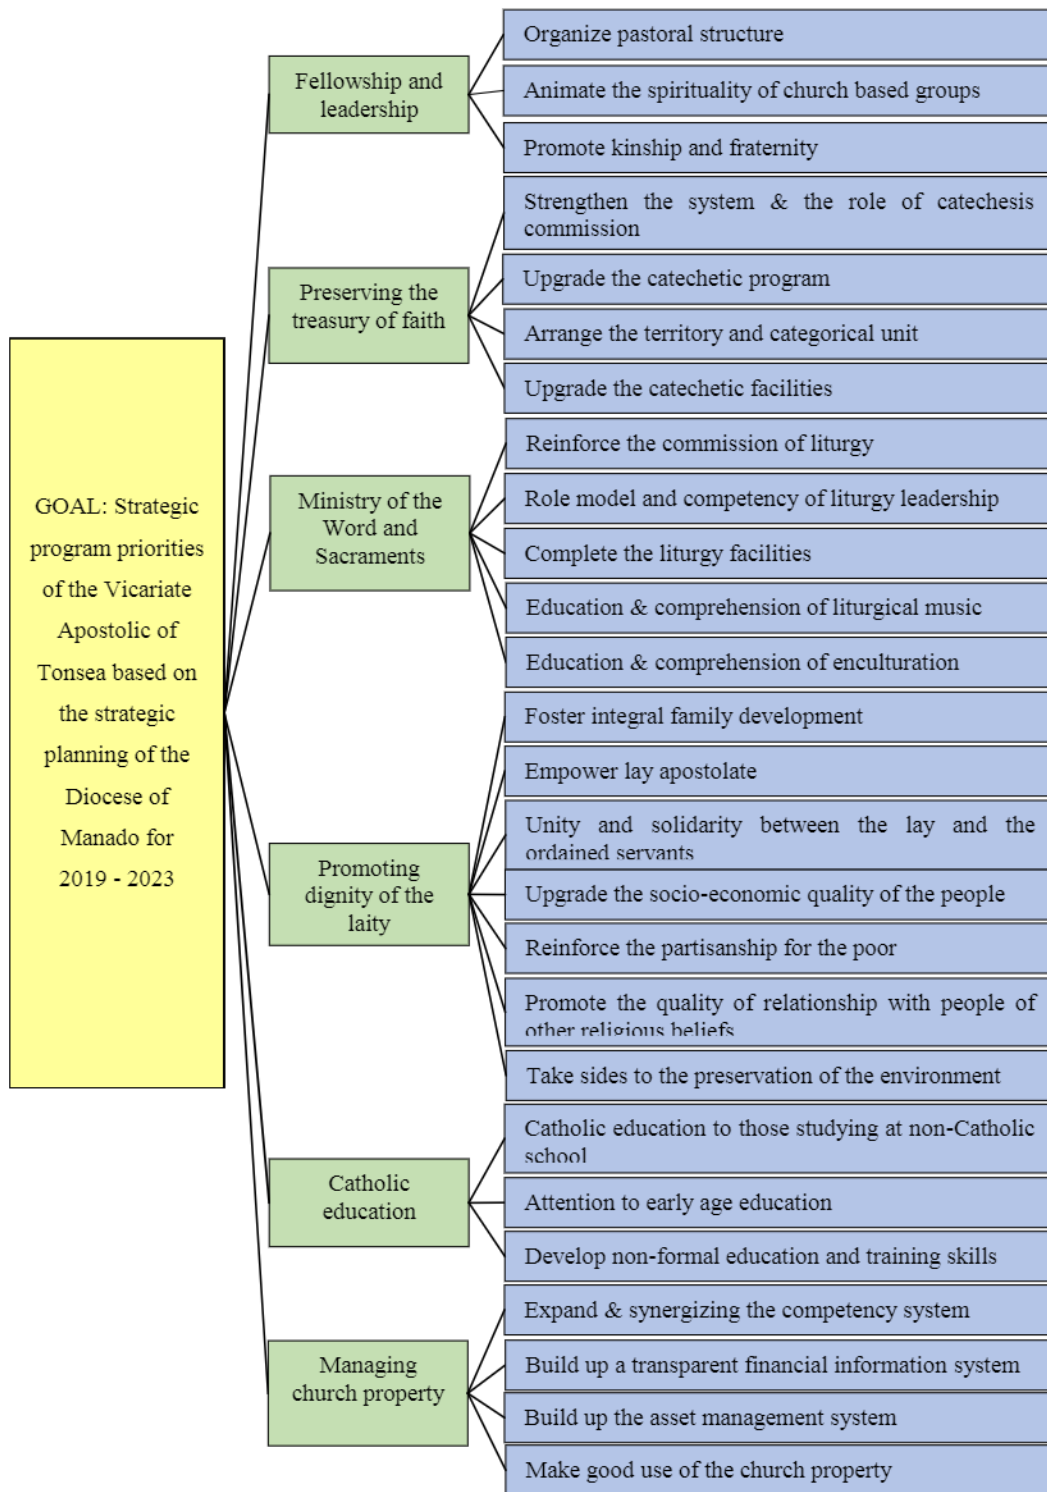 GOAL: Strategic
program priorities
of the Vicariate
Apostolic of
Tonsea based on
the strategic
planning of the
Diocese of
Manado for
2019 - 2023
Fellowship and
leadership
Organize pastoral structure
Animate the spirituality of church based groups
Promote kinship and fraternity
Preserving the
treasury of faith
Strengthen the system & the role of catechesis
commission
Upgrade the catechetic program
Arrange the territory and categorical unit
Upgrade the catechetic facilities
Ministry of the
Word and
Sacraments
Reinforce the commission of liturgy
Role model and competency of liturgy leadership
Complete the liturgy facilities
Education & comprehension of liturgical music
Education & comprehension of enculturation
Promoting
dignity of the
laity
Foster integral family development
Empower lay apostolate
Unity and solidarity between the lay and the
ordained servants
Upgrade the socio-economic quality of the people
Reinforce the partisanship for the poor
Promote the quality of relationship with people of
other religious beliefs
Take sides to the preservation of the environment
Catholic
education
Catholic education to those studying at non-Catholic
school
Attention to early age education
Develop non-formal education and training skills
Managing
church property
Expand & synergizing the competency system
Build up a transparent financial information system
Build up the asset management system
Make good use of the church property